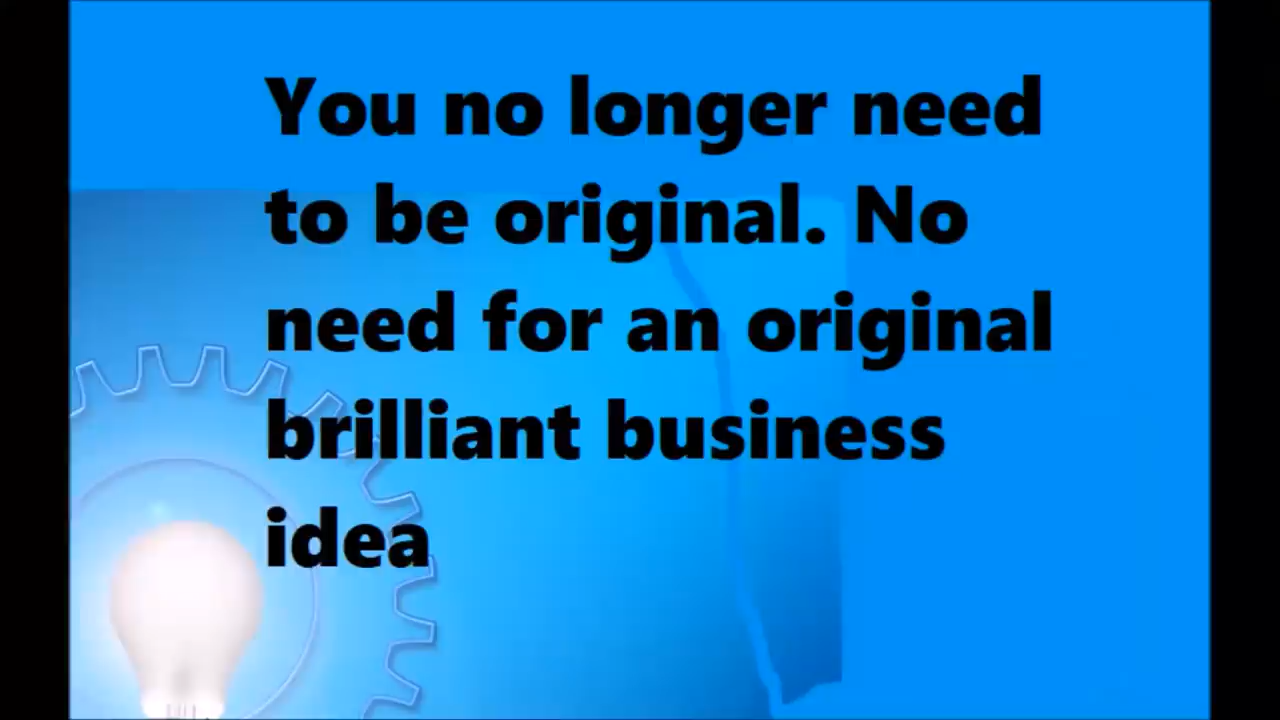 You no longer need
to be original. No
need for an original
brilliant business
idea